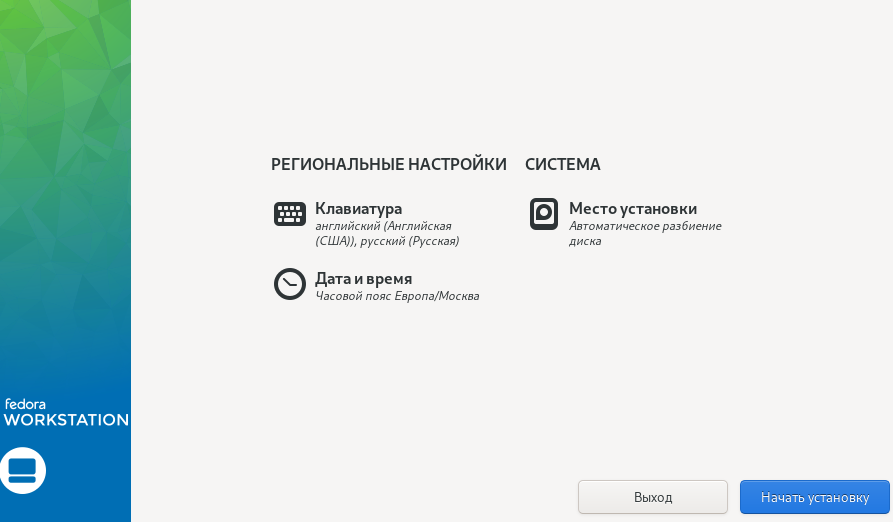 РЕГИОНАЛЬНЫЕ НАСТРОЙКИ
Клавиатура
английский (Английская
(США)), русский (Русская)
Дата и время
Часовой пояс Европа/Москва
СИСТЕМА
Место установки
Автоматическое разбиение
диска
fedora
WORKSTATION
Выход
Начать установку